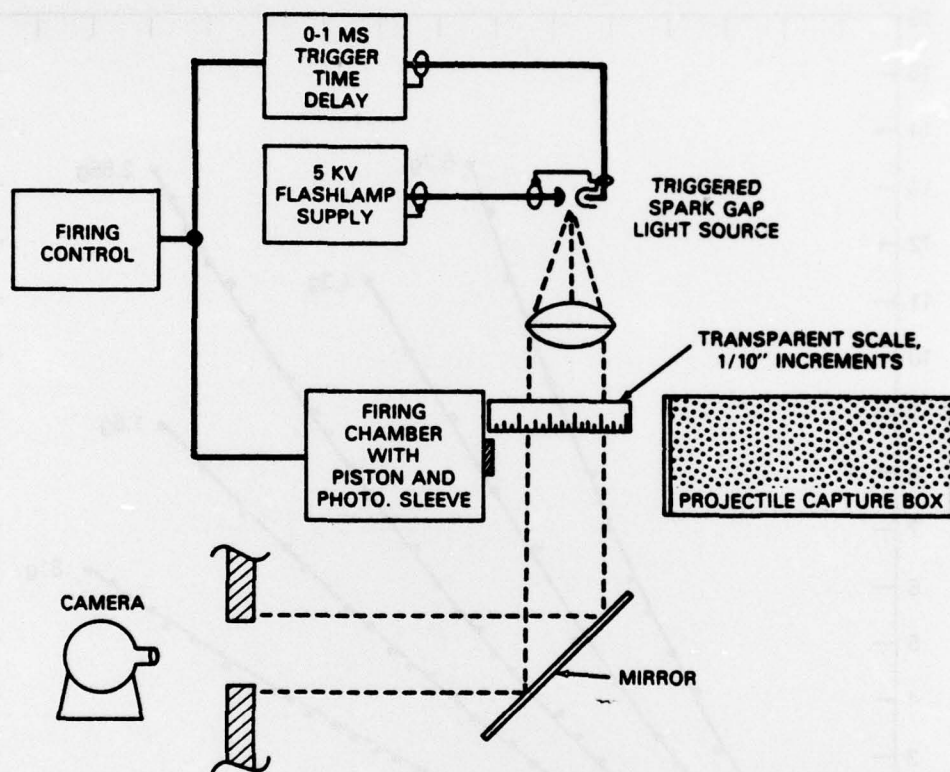 0-1 MS
TRIGGER
TIME
DELAY
5 KV
FLASHLAMP
SUPPLY
FIRING
CONTROL
TRIGGERED
SPARK GAP
LIGHT SOURCE
TRANSPARENT SCALE,
1/10" INCREMENTS
FIRING
CHAMBER
WITH
PISTON AND
PHOTO. SLEEVE
PROJECTILE CAPTURE BOX
CAMERA
MIRROR